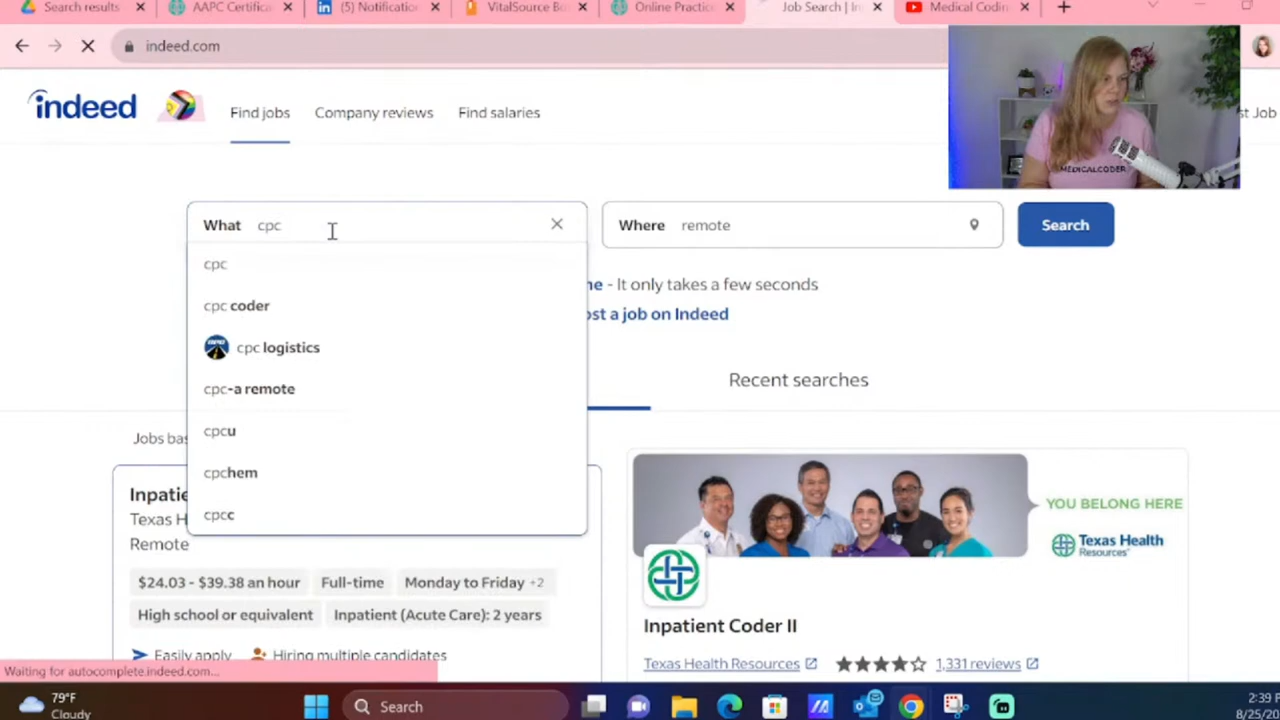 Search results
AAPC Certifica
(5) Notification
VitalSource Bo
Online Practice
Job Search | In
Medical Codin
indeed.com
indeed
Find jobs
Company reviews
Find salaries
st Job
MEDICALCODER
What cpc
Where remote
Search
cpc
cpc coder
cpc logistics
cpc-a remote
cpcu
cpchem
cpcc
ne - It only takes a few seconds
ost a job on Indeed
Recent searches
Jobs bas
Inpatie
Texas H
Remote
$24.03 - $39.38 an hour
Full-time
Monday to Friday +2
High school or equivalent
Inpatient (Acute Care): 2 years
Easily apply
Hiring multiple candidates
YOU BELONG HERE
Texas Health
Resources®
Inpatient Coder II
Texas Health Resources
1,331 reviews
Waiting for autocomplete.indeed.com...
79°F
Cloudy
Search
2:39 P
8/25/20